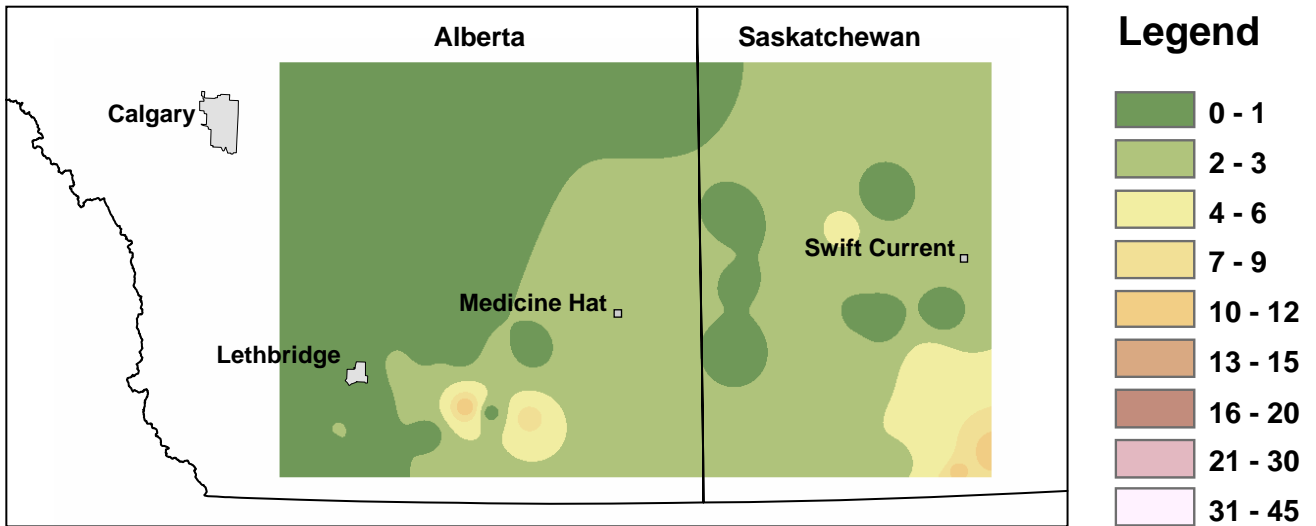 Alberta
Saskatchewan
Calgary
Swift Current
Medicine Hat
Lethbridge
Legend
0 - 1
2 - 3
4 - 6
7 - 9
10 - 12
13 - 15
16 - 20
21 - 30
31 - 45